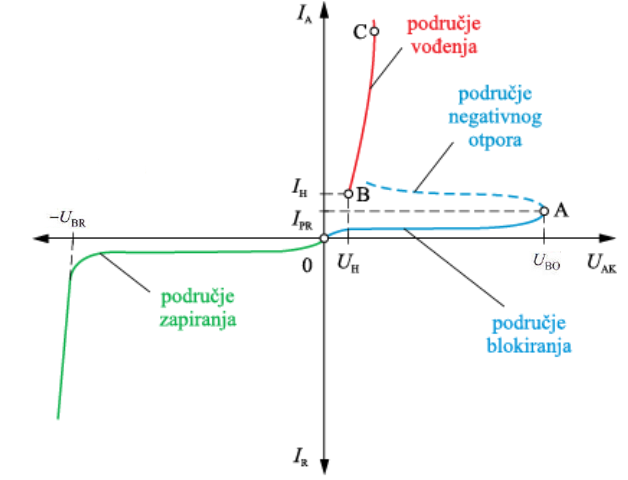 I_A
C
područje
vođenja
područje
negativnog
otpora
I_H
B
A
I_PR
–U_BR
0
U_H
U_BO
U_AK
područje
zapiranja
područje
blokiranja
I_R